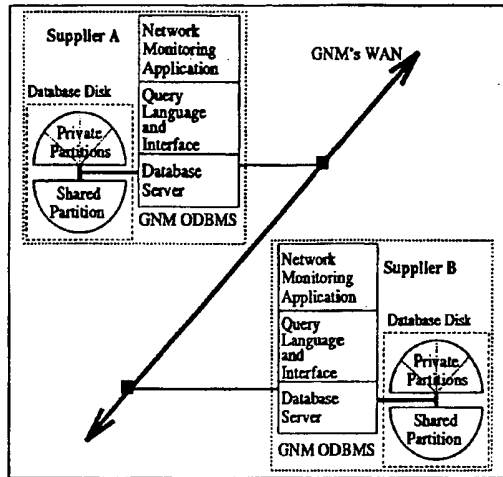 Supplier A
Network
Monitoring
Application
GNM's WAN
Database Disk
Query
Language
and
Interface
Private
Partitions
Database
Server
Shared
Partition
GNM ODBMS
Network
Monitoring
Application
Supplier B
Query
Language
and
Interface
Database Disk
Private
Partitions
Database
Server
Shared
Partition
GNM ODBMS